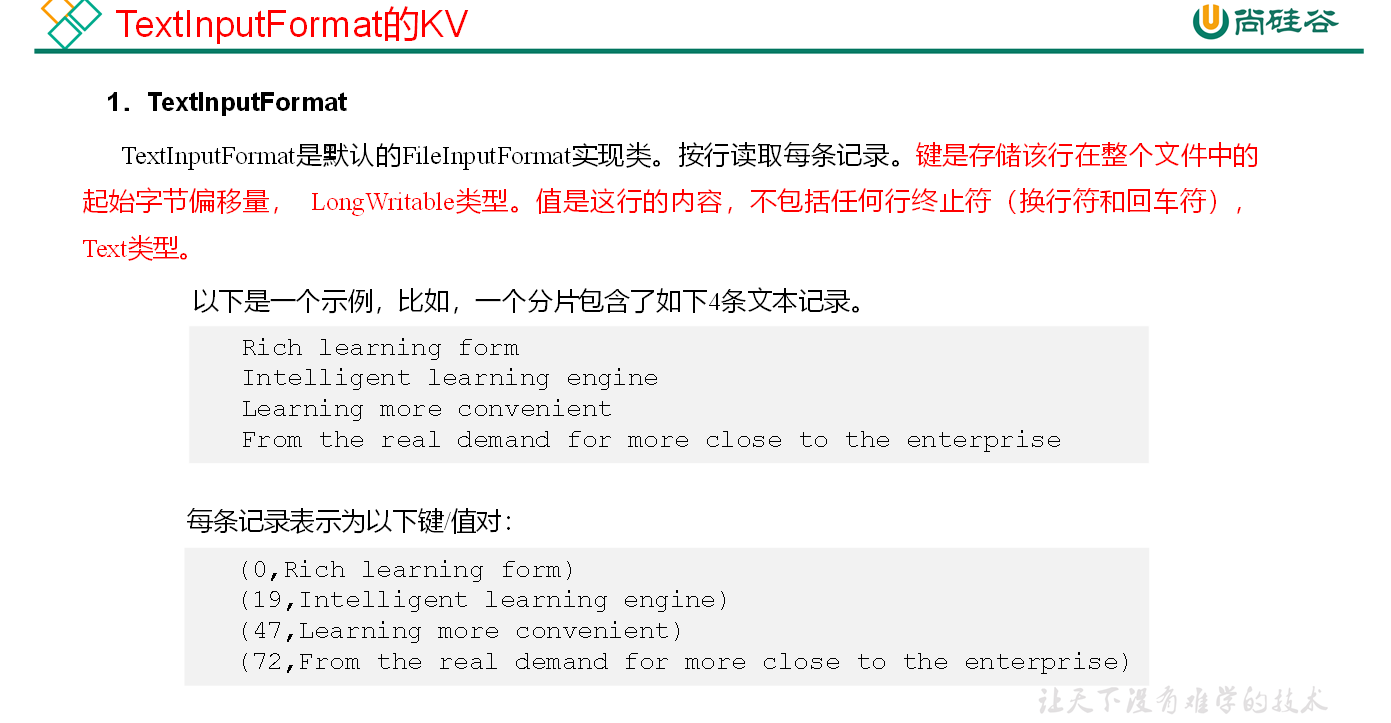 TextInputFormat的KV
尚硅谷
1．TextInputFormat
TextInputFormat是默认的FileInputFormat实现类。按行读取每条记录。键是存储该行在整个文件中的
起始字节偏移量， LongWritable类型。值是这行的内容，不包括任何行终止符（换行符和回车符），
Text类型。
以下是一个示例，比如，一个分片包含了如下4条文本记录。
Rich learning form
Intelligent learning engine
Learning more convenient
From the real demand for more close to the enterprise
每条记录表示为以下键/值对：
(0,Rich learning form)
(19,Intelligent learning engine)
(47,Learning more convenient)
(72,From the real demand for more close to the enterprise)
让天下没有难学的技术